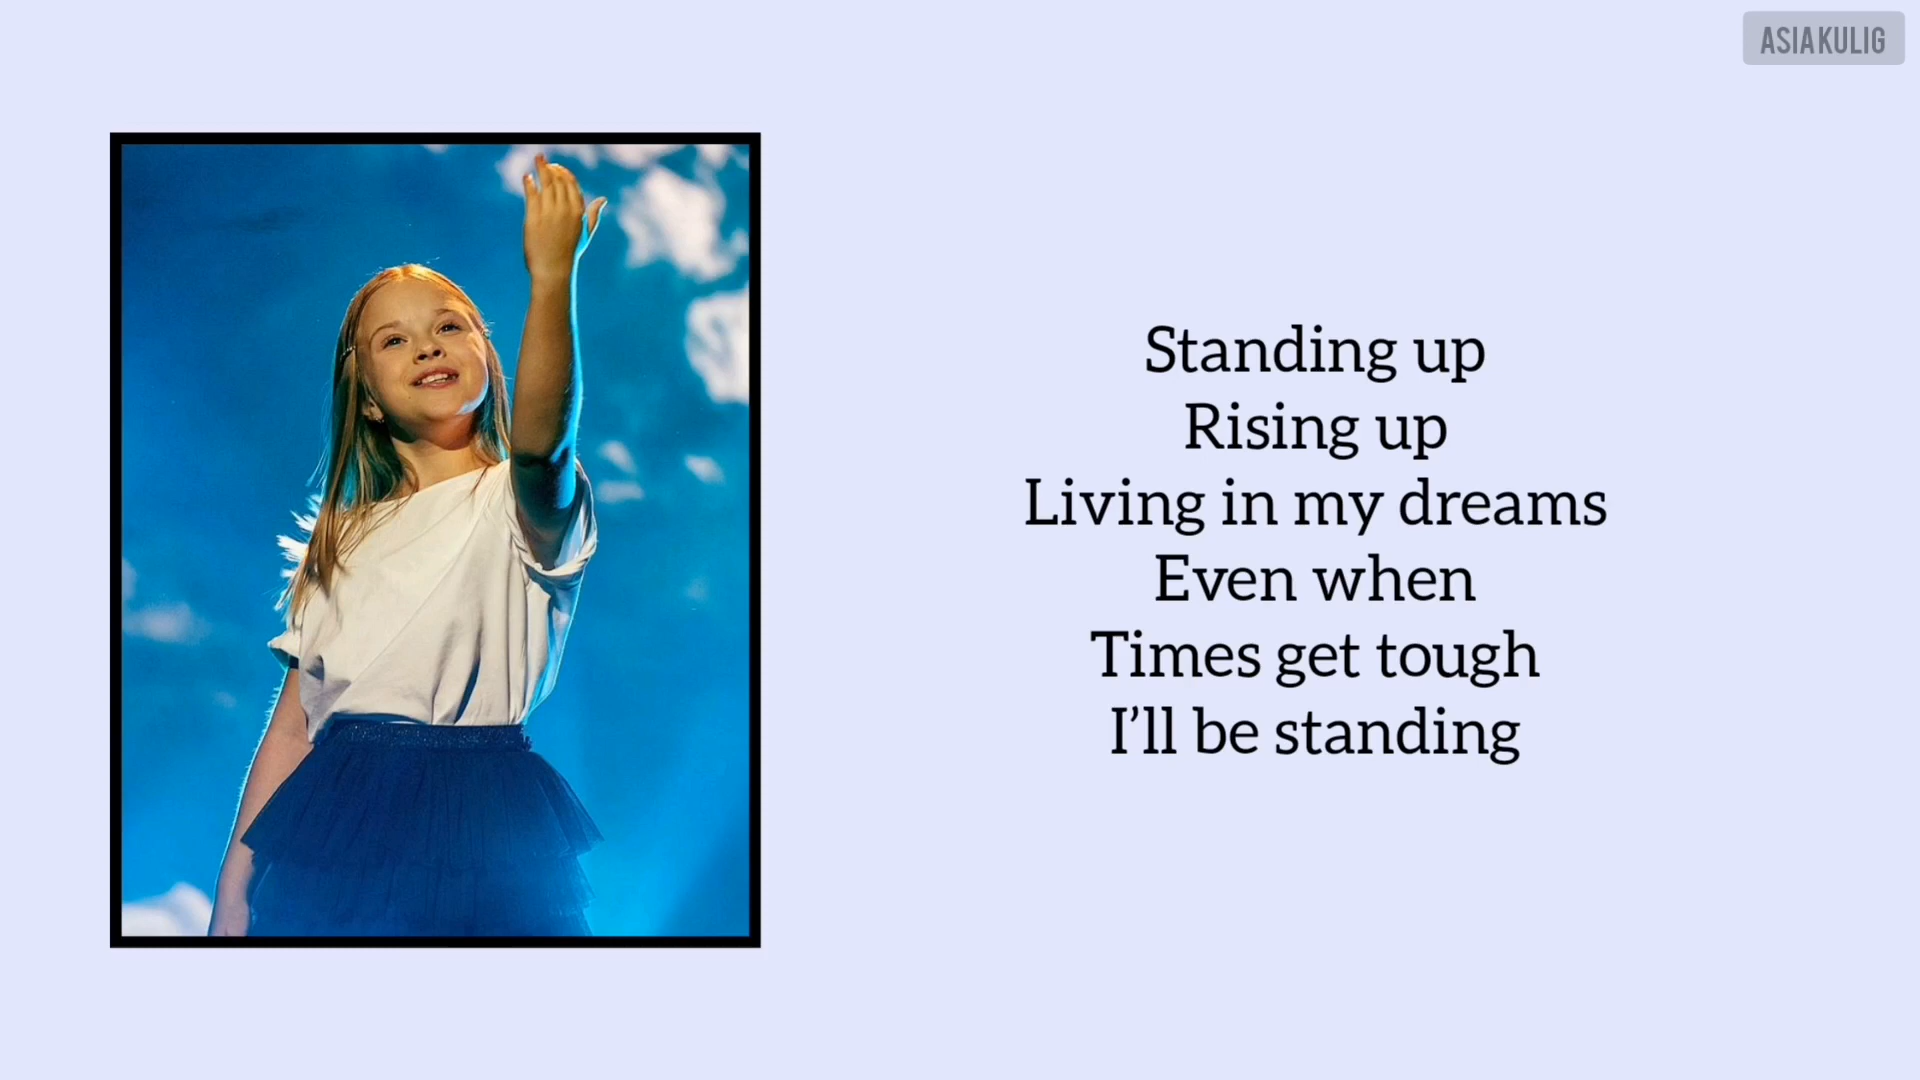 ASIAKULIG
Standing up
Rising up
Living in my dreams
Even when
Times get tough
I'll be standing